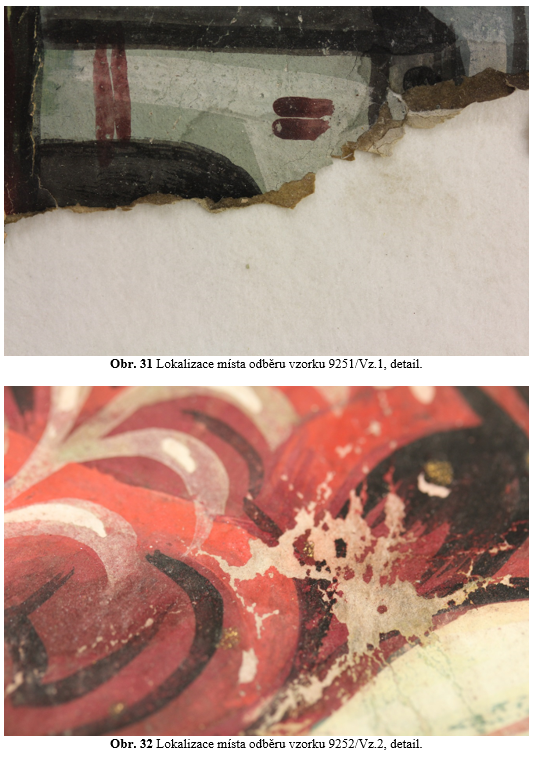 Obr. 31 Lokalizace místa odběru vzorku 9251/Vz.1, detail.
Obr. 32 Lokalizace místa odběru vzorku 9252/Vz.2, detail.